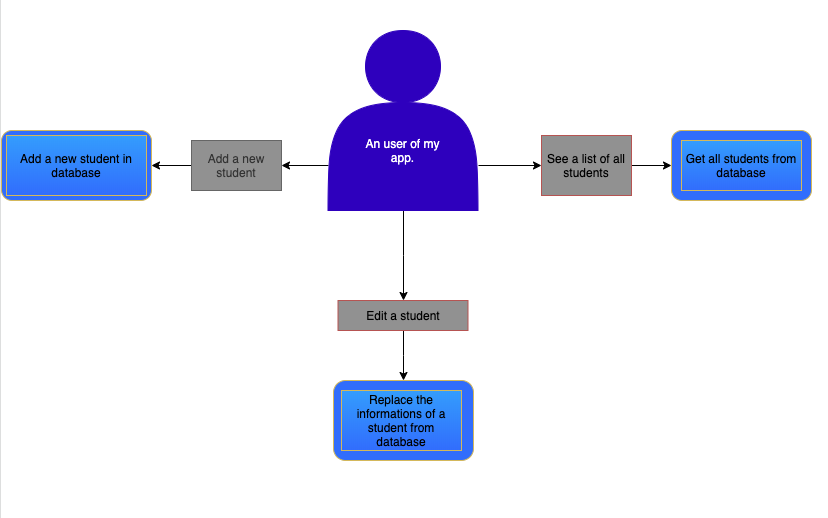 An user of my
app.
Add a new student in
database
Add a new
student
See a list of all
students
Get all students from
database
Edit a student
Replace the
informations of a
student from
database